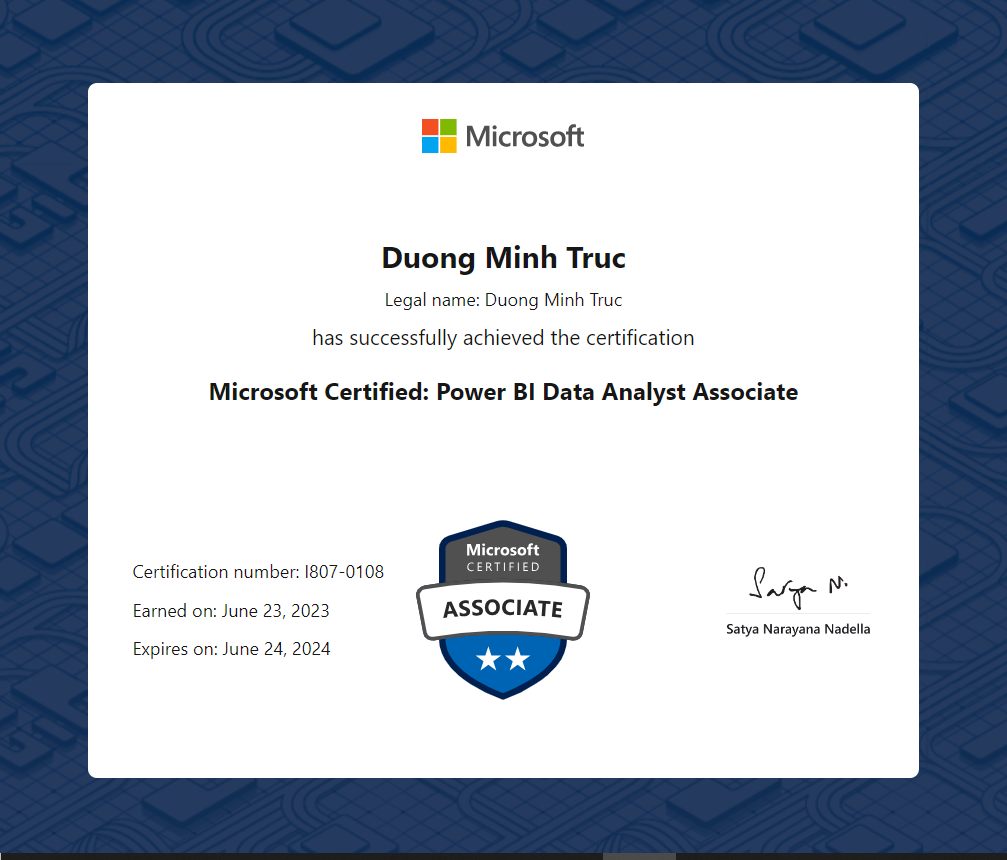 Microsoft
Duong Minh Truc
Legal name: Duong Minh Truc
has successfully achieved the certification
Microsoft Certified: Power BI Data Analyst Associate
Certification number: I807-0108
Earned on: June 23, 2023
Expires on: June 24, 2024
Microsoft
CERTIFIED
ASSOCIATE
Satya N.
Satya Narayana Nadella